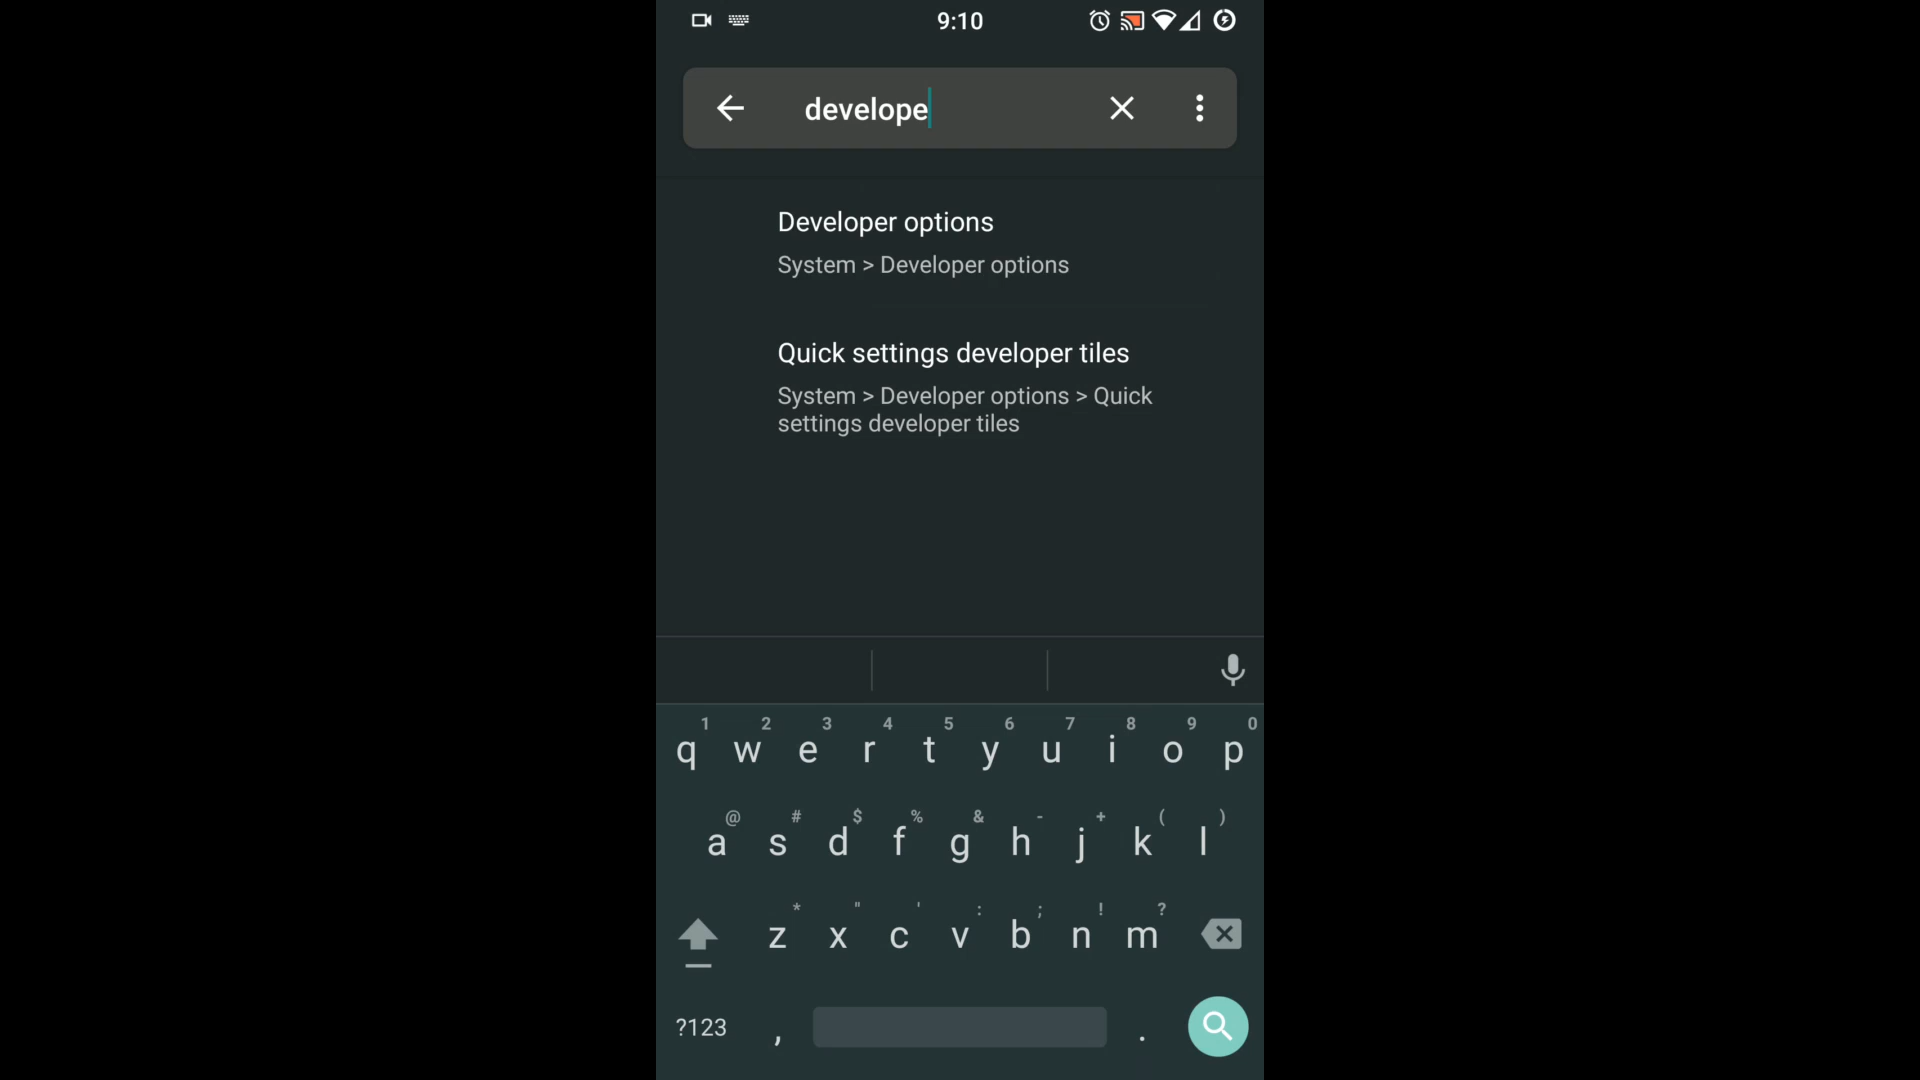 9:10
develope
Developer options
System > Developer options
Quick settings developer tiles
System > Developer options > Quick
settings developer tiles
1 2 3 4 5 6 7 8 9 0
q w e r t y u i o p
@ # $ % & - + ( )
a s d f g h j k l
* " ' : ; ! ?
z x c v b n m
?123 , .